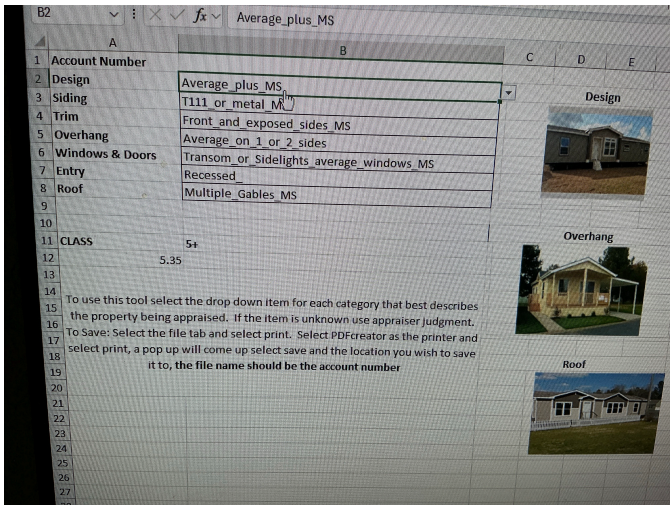 B2 fx Average_plus_MS
A B C D E
1 Account Number
2 Design Average_plus_MS
3 Siding T111_or_metal_M
4 Trim Front_and_exposed_sides_MS
5 Overhang Average_on_1_or_2_sides
6 Windows & Doors Transom_or_Sidelights_average_windows_MS
7 Entry Recessed_
8 Roof Multiple_Gables_MS
9
10
11 CLASS 5+
12 5.35
13
14
15
16
17
18
19
20
21
22
23
24
25
26
27
To use this tool select the drop down item for each category that best describes
the property being appraised. If the item is unknown use appraiser judgment.
To Save: Select the file tab and select print. Select PDFcreator as the printer and
select print, a pop up will come up select save and the location you wish to save
it to, the file name should be the account number
Design
Overhang
Roof